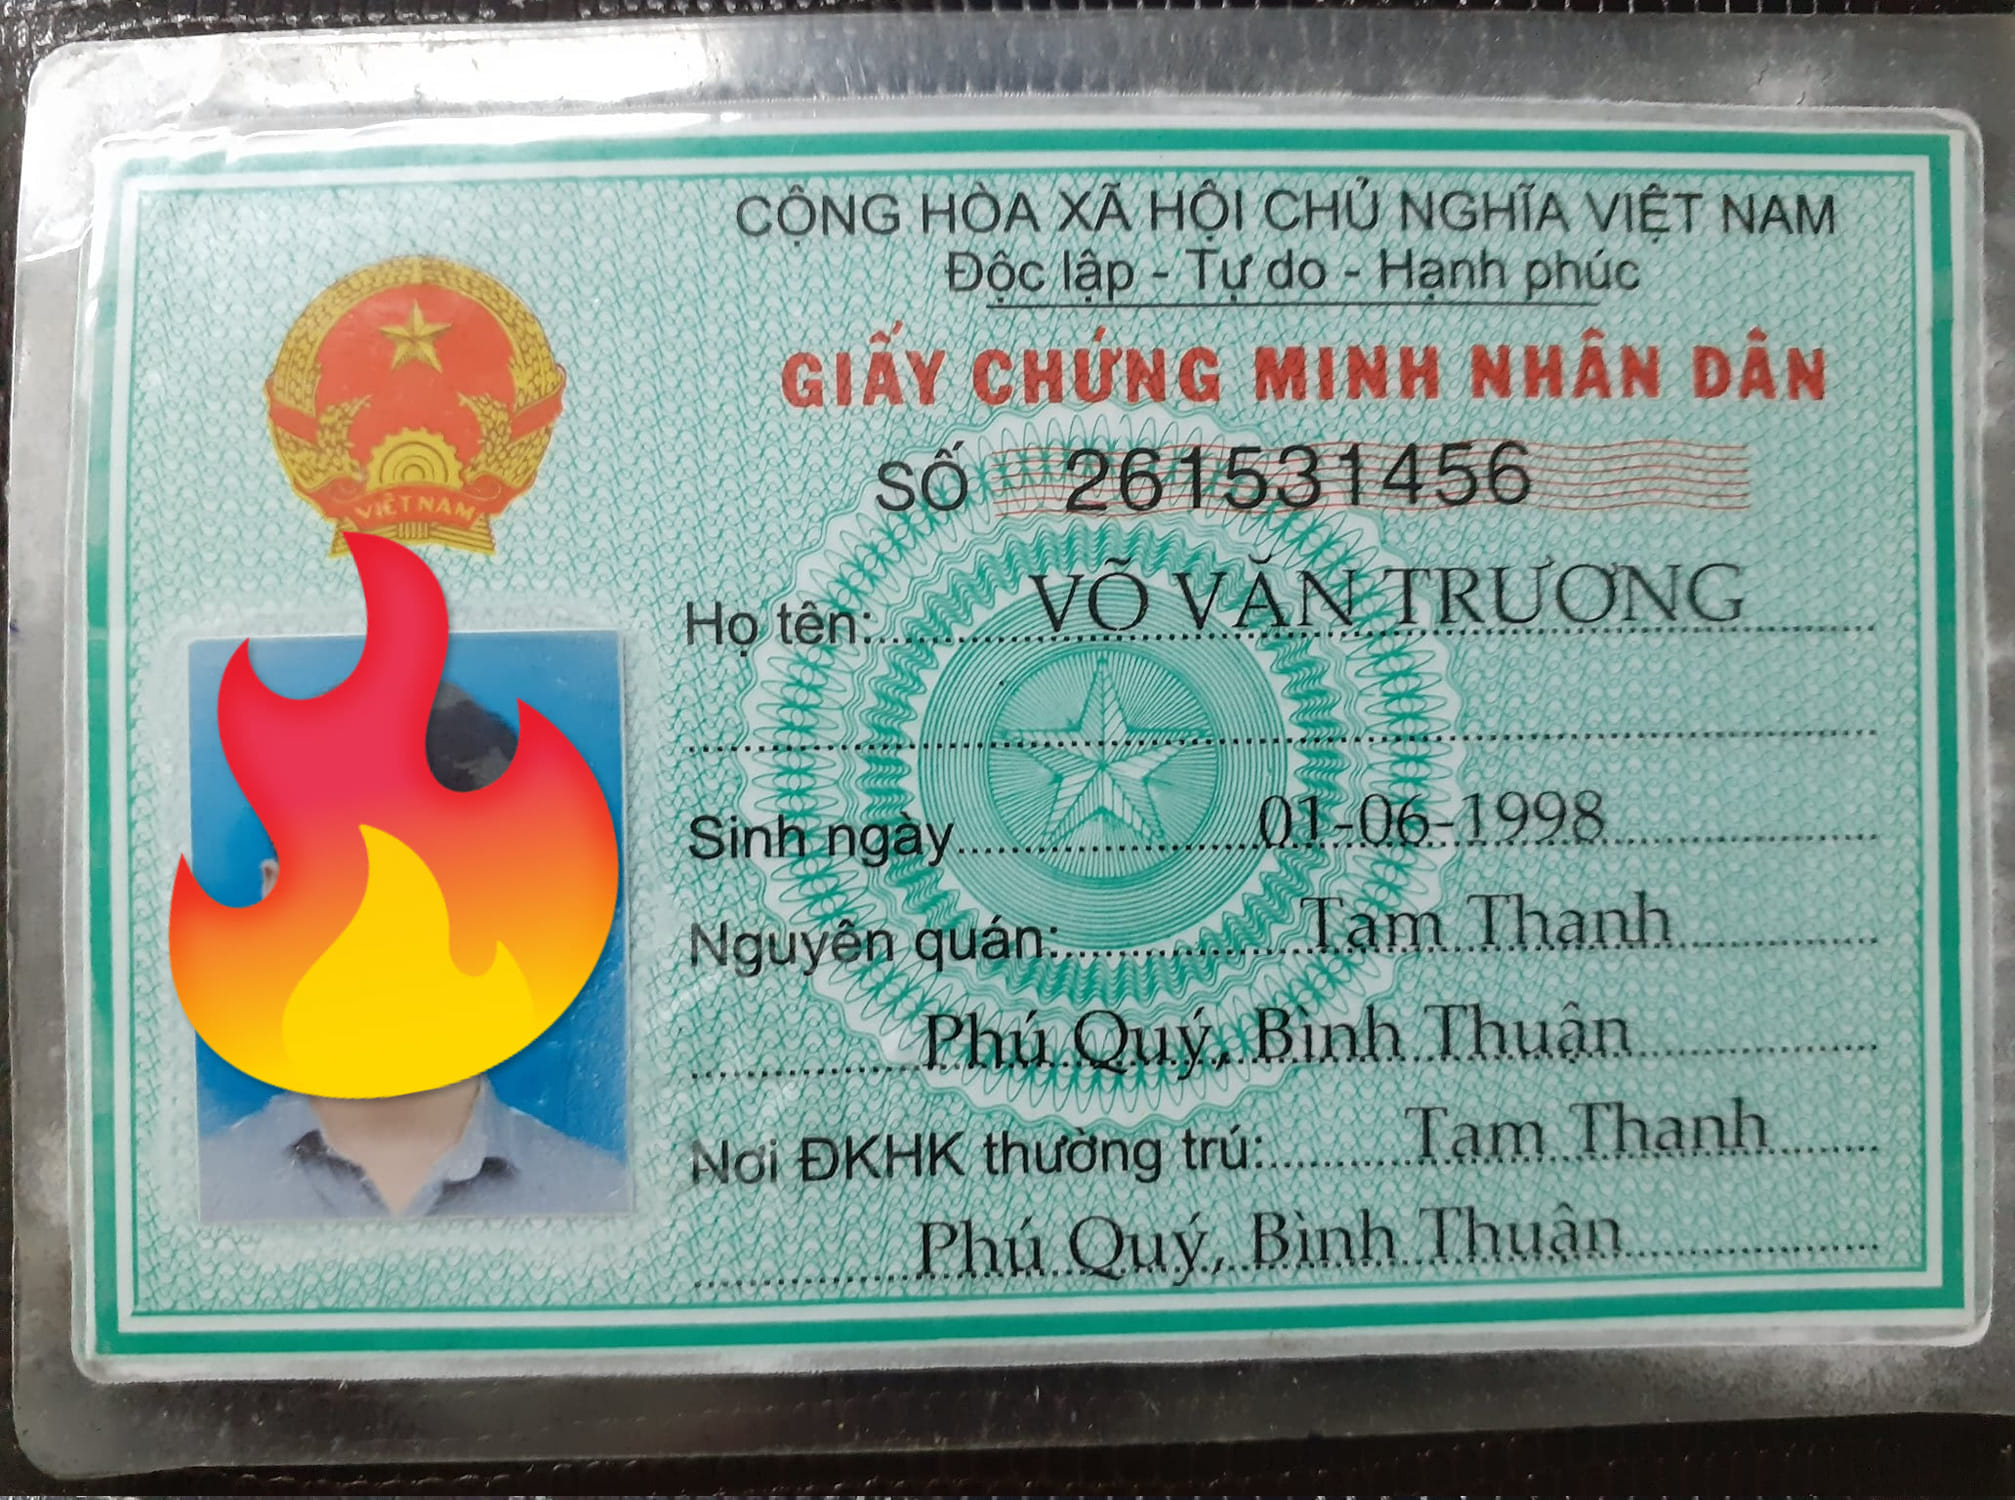 CỘNG HÒA XÃ HỘI CHỦ NGHĨA VIỆT NAM
Độc lập - Tự do - Hạnh phúc
GIẤY CHỨNG MINH NHÂN DÂN
SỐ 261531456
VIỆT NAM
Họ tên: VÕ VĂN TRƯƠNG
Sinh ngày 01-06-1998
Nguyên quán: Tam Thanh
Phú Quý, Bình Thuận
Nơi ĐKHK thường trú: Tam Thanh
Phú Quý, Bình Thuận